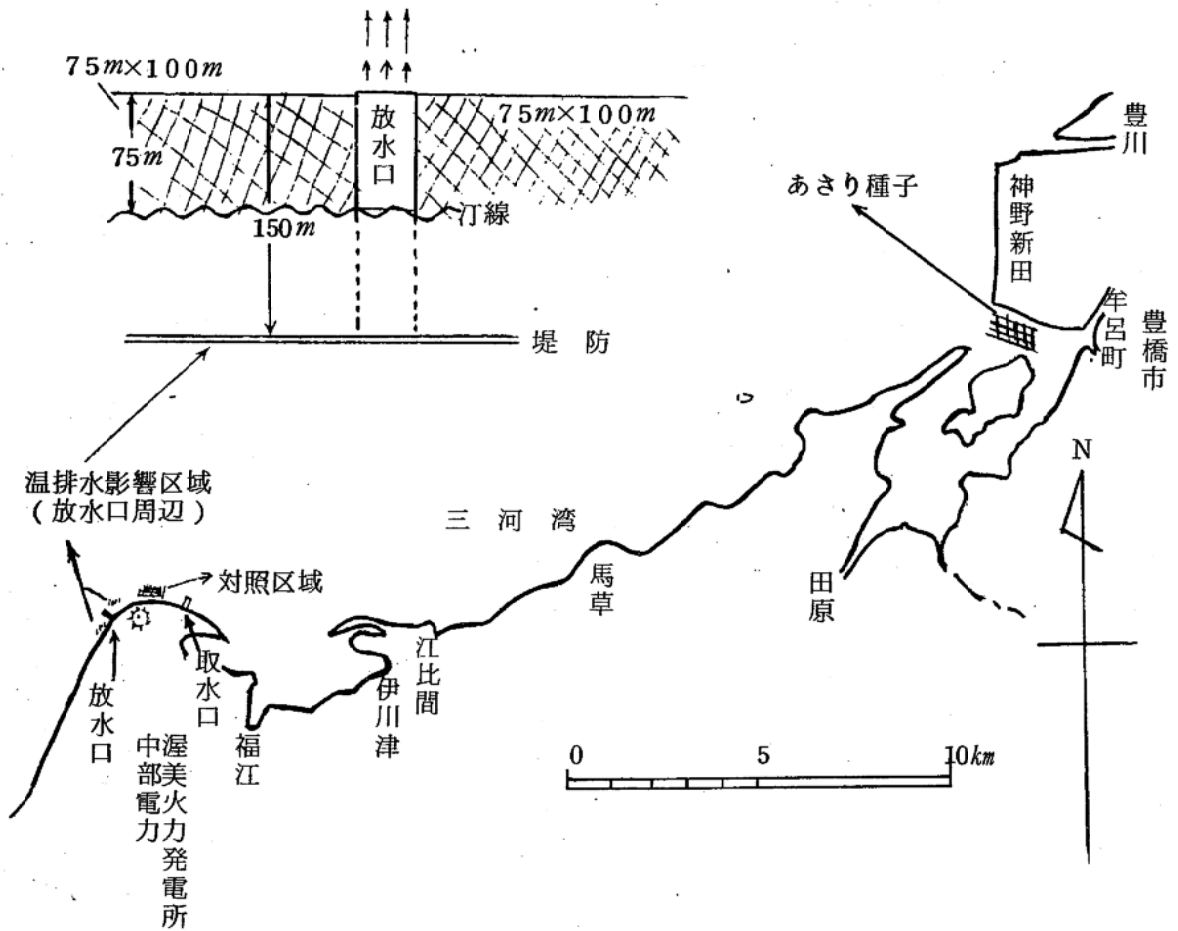 75m×100m
放水口
75m×100m
75m
汀線
150m
堤防
温排水影響区域
(放水口周辺)
あさり種子
豊川
神野新田
牟呂町
豊橋市
N
三河湾
対照区域
馬草
田原
江比間
伊川津
取水口
放水口
福江
渥美火力発電所
中部電力
0 5 10km